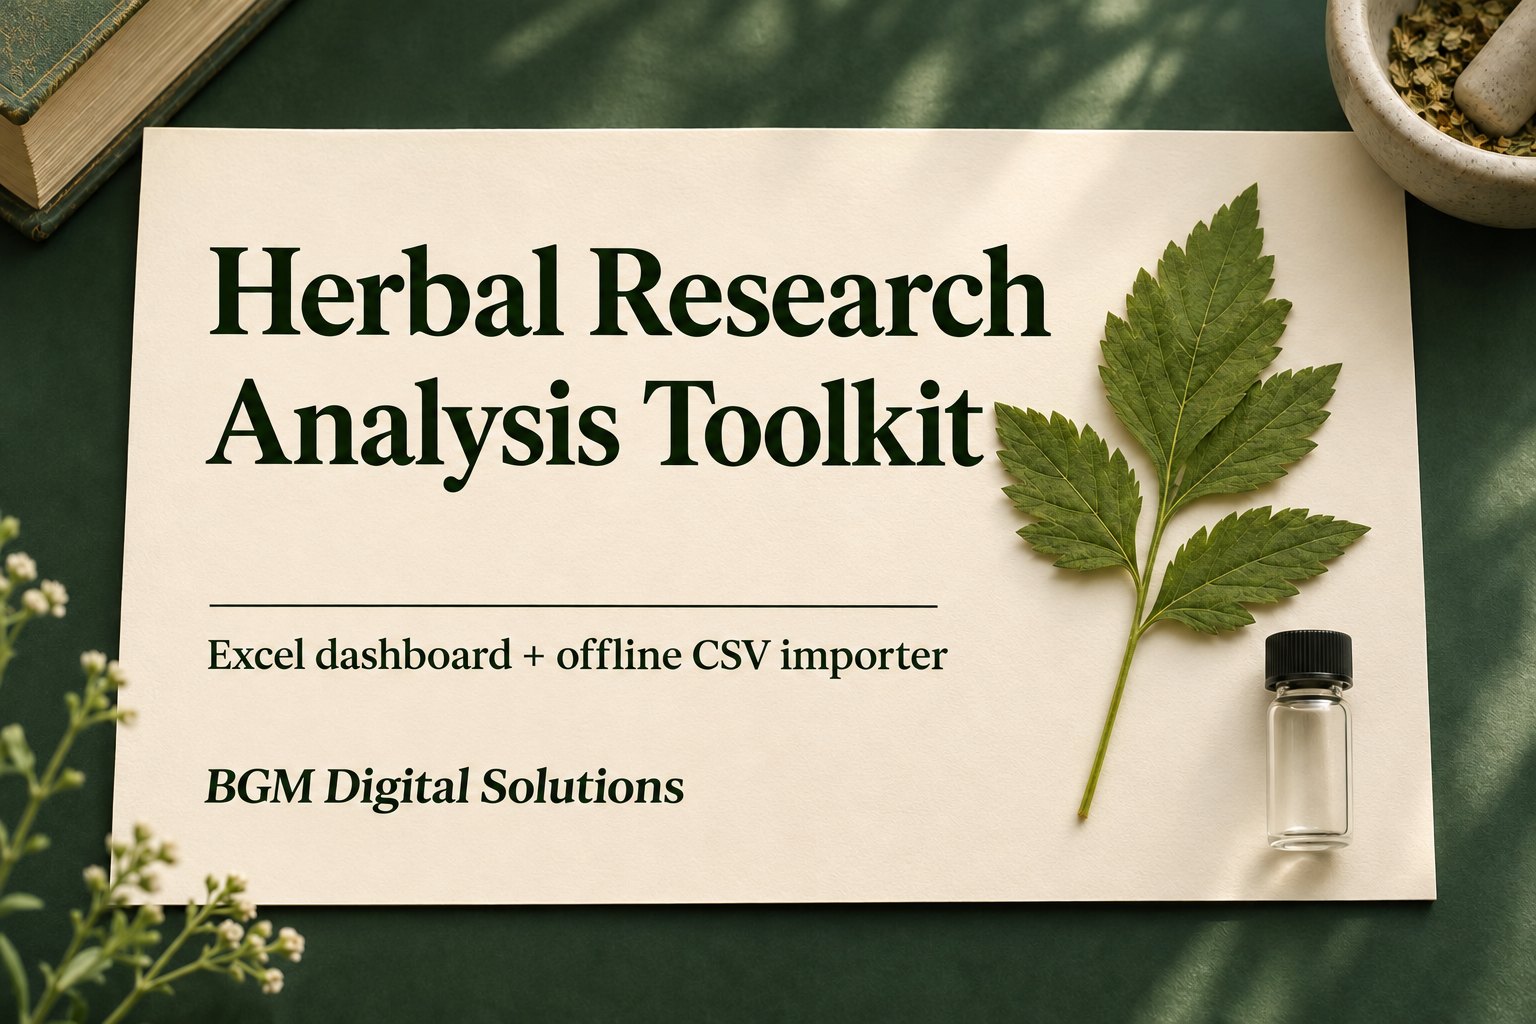 Herbal Research
Analysis Toolkit
Excel dashboard + offline CSV importer
BGM Digital Solutions